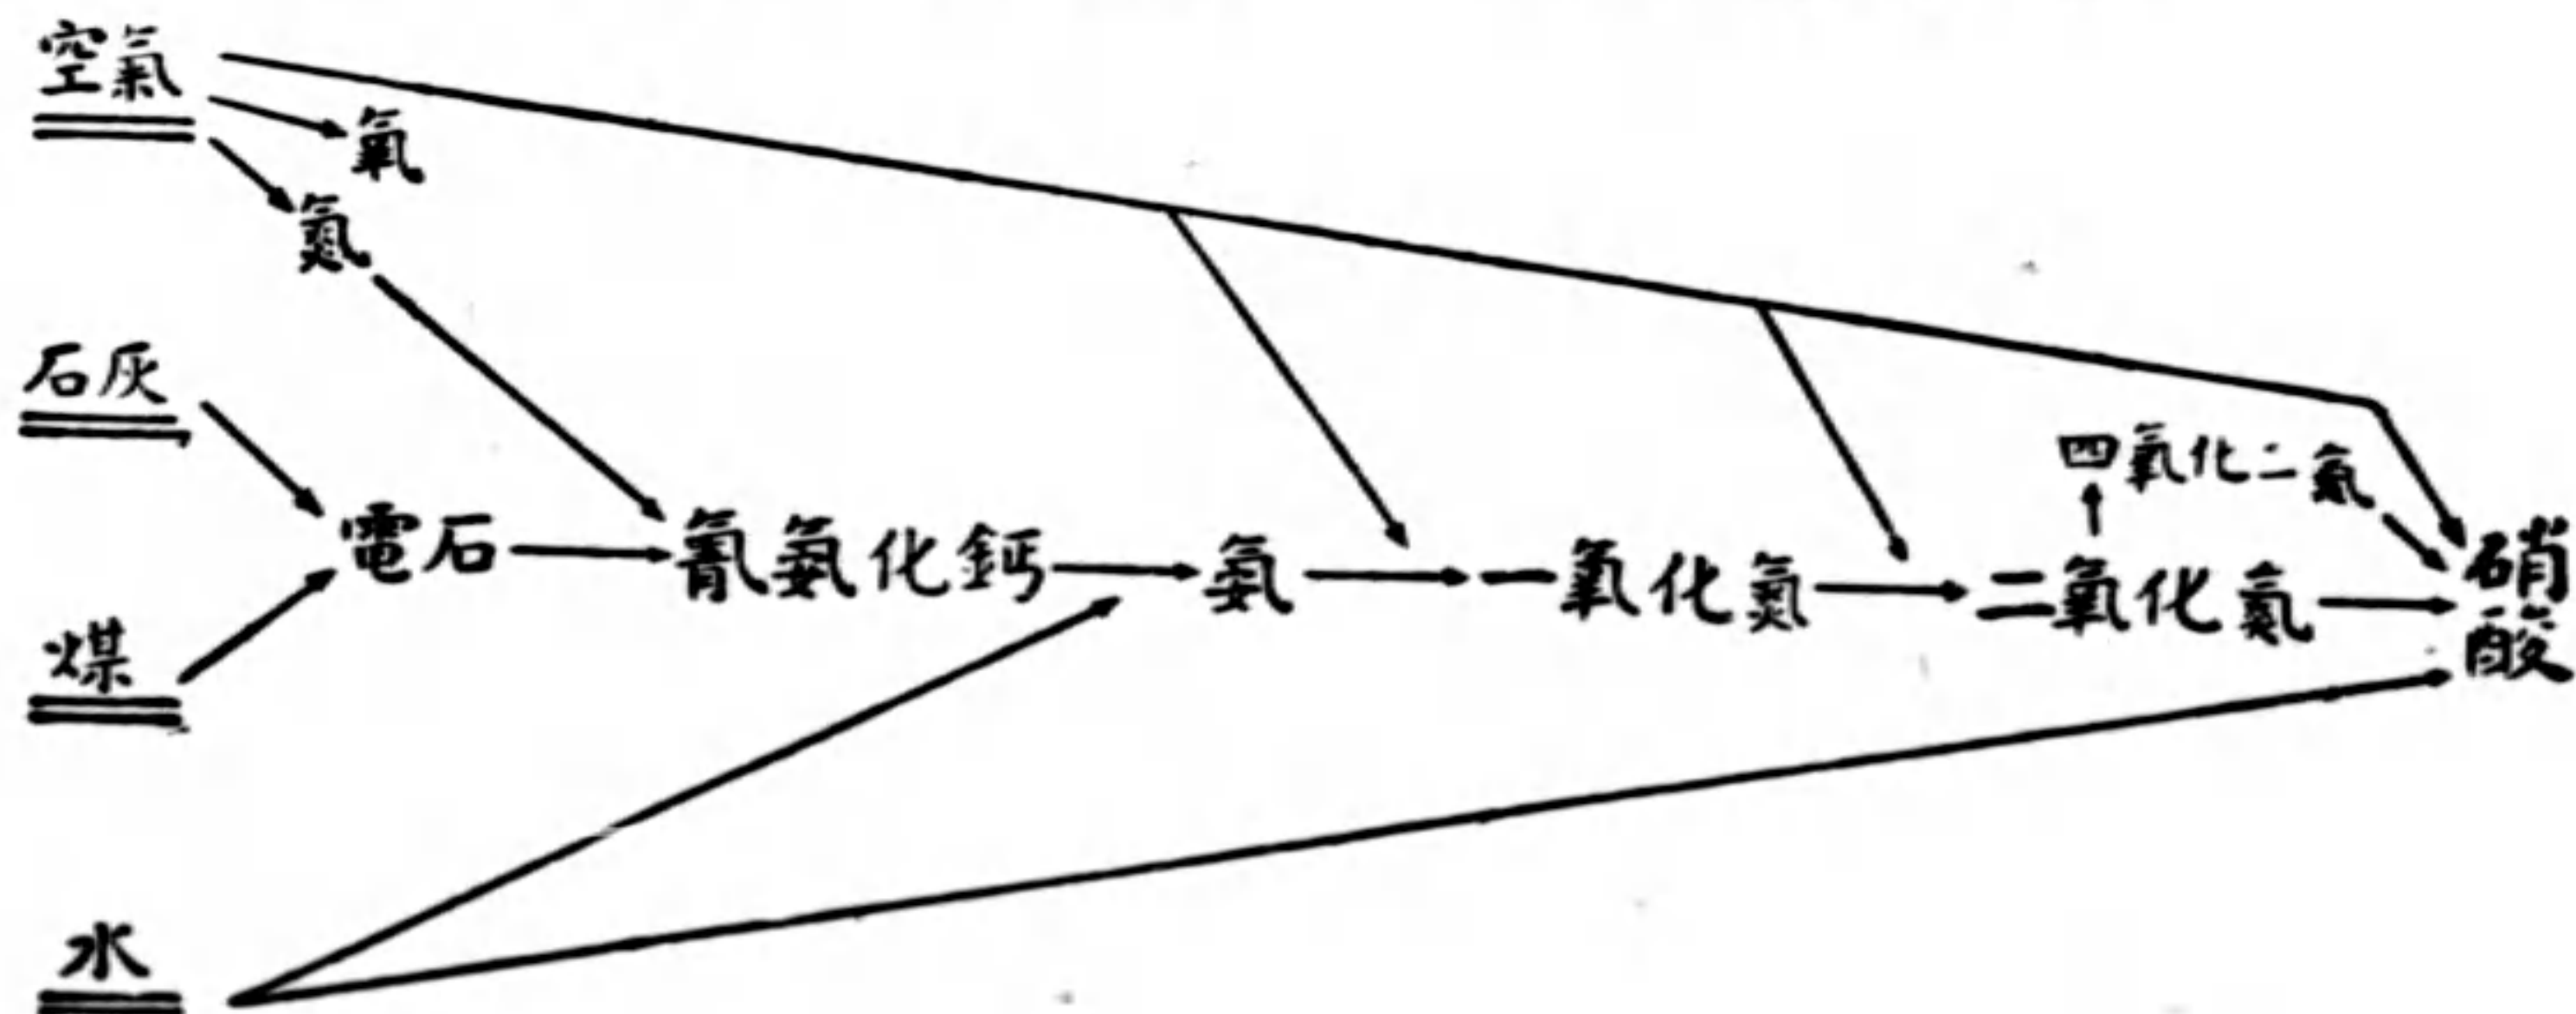 空氣
氧
氮
石灰
四氧化二氮
電石
氰氨化鈣
氨
一氧化氮
二氧化氮
硝
酸
煤
水